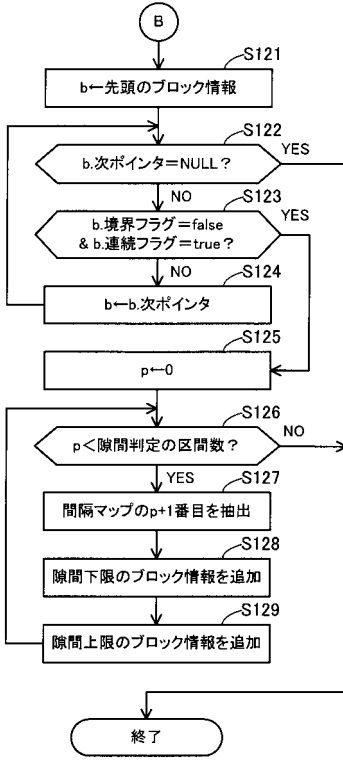 B
S121
b←先頭のブロック情報
S122
b.次ポインタ=NULL?
YES
NO
S123
b.境界フラグ=false
& b.連続フラグ=true?
YES
NO
S124
b←b.次ポインタ
S125
p←0
S126
p<隙間判定の区間数?
NO
YES
S127
間隔マップのp+1番目を抽出
S128
隙間下限のブロック情報を追加
S129
隙間上限のブロック情報を追加
終了